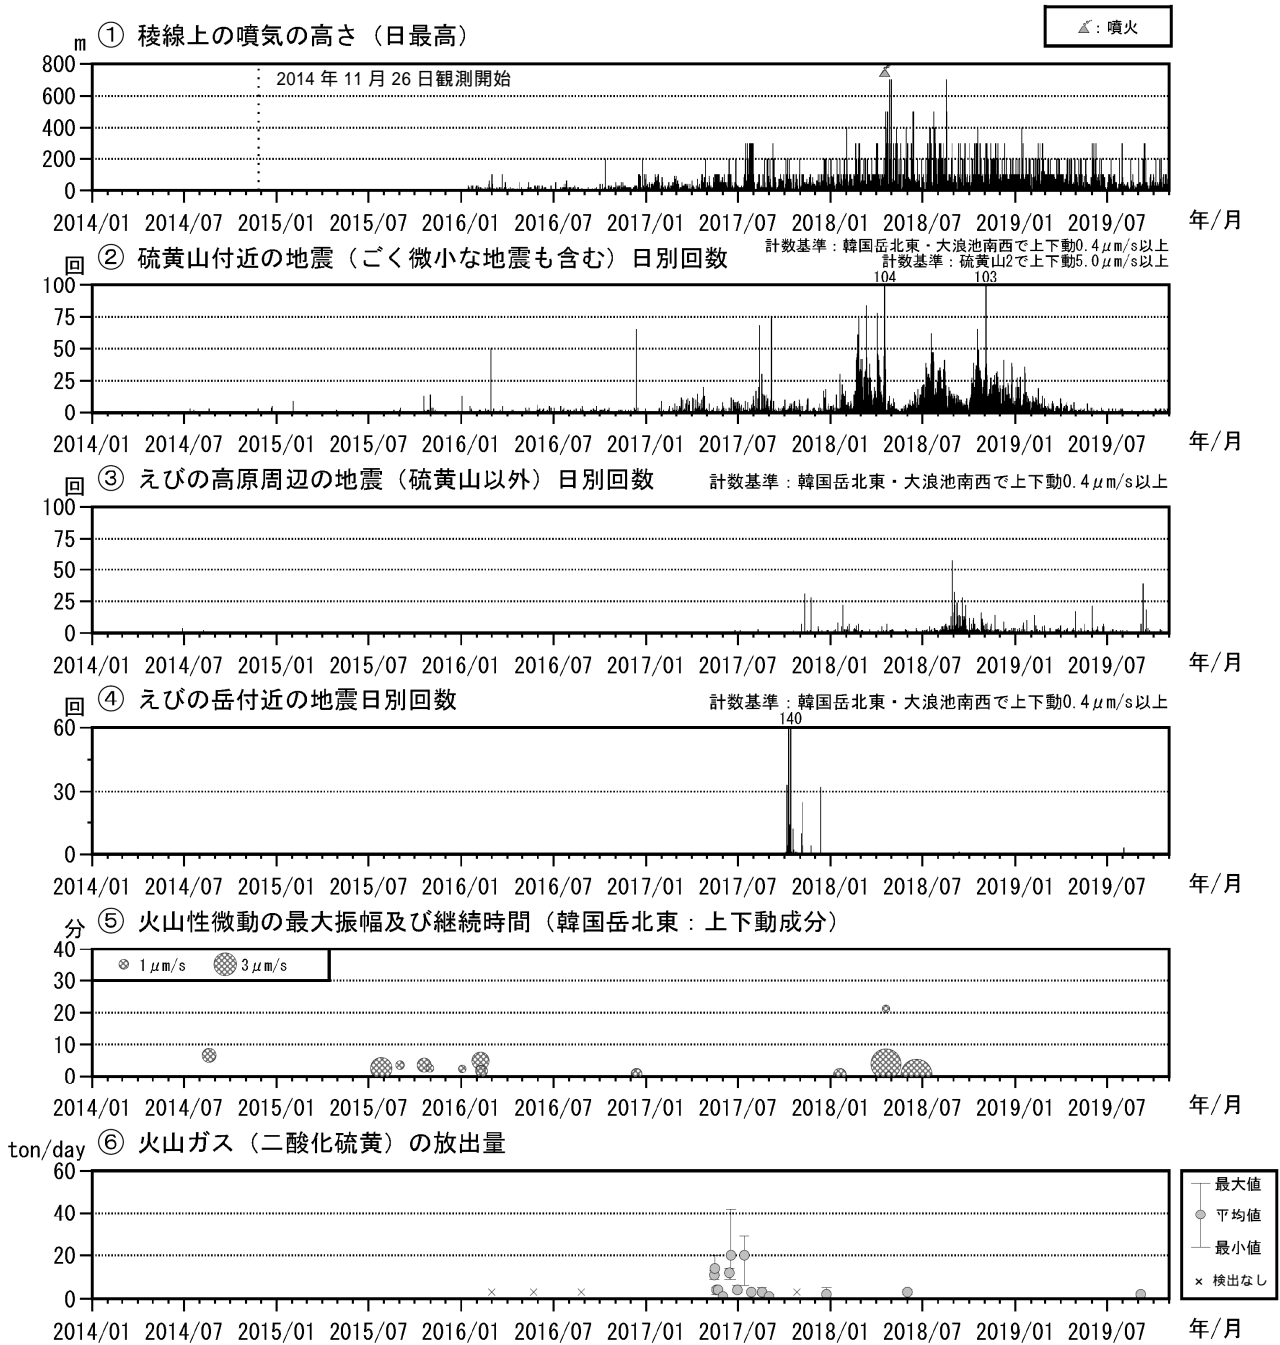 ① 稜線上の噴気の高さ（日最高）
：噴火
m
800
2014 年 11 月 26 日観測開始
600
400
200
0
2014/01 2014/07 2015/01 2015/07 2016/01 2016/07 2017/01 2017/07 2018/01 2018/07 2019/01 2019/07 年/月
② 硫黄山付近の地震（ごく微小な地震も含む）日別回数
計数基準：韓国岳北東・大浪池南西で上下動0.4μm/s以上
計数基準：硫黄山2で上下動5.0μm/s以上
回
104 103
100
75
50
25
0
2014/01 2014/07 2015/01 2015/07 2016/01 2016/07 2017/01 2017/07 2018/01 2018/07 2019/01 2019/07 年/月
回 ③ えびの高原周辺の地震（硫黄山以外）日別回数 計数基準：韓国岳北東・大浪池南西で上下動0.4μm/s以上
100
75
50
25
0
2014/01 2014/07 2015/01 2015/07 2016/01 2016/07 2017/01 2017/07 2018/01 2018/07 2019/01 2019/07 年/月
回 ④ えびの岳付近の地震日別回数 計数基準：韓国岳北東・大浪池南西で上下動0.4μm/s以上
140
60
30
0
2014/01 2014/07 2015/01 2015/07 2016/01 2016/07 2017/01 2017/07 2018/01 2018/07 2019/01 2019/07 年/月
分 ⑤ 火山性微動の最大振幅及び継続時間（韓国岳北東：上下動成分）
40
1μm/s 3μm/s
30
20
10
0
2014/01 2014/07 2015/01 2015/07 2016/01 2016/07 2017/01 2017/07 2018/01 2018/07 2019/01 2019/07 年/月
ton/day ⑥ 火山ガス（二酸化硫黄）の放出量
60
40
20
0
最大値
平均値
最小値
× 検出なし
2014/01 2014/07 2015/01 2015/07 2016/01 2016/07 2017/01 2017/07 2018/01 2018/07 2019/01 2019/07 年/月